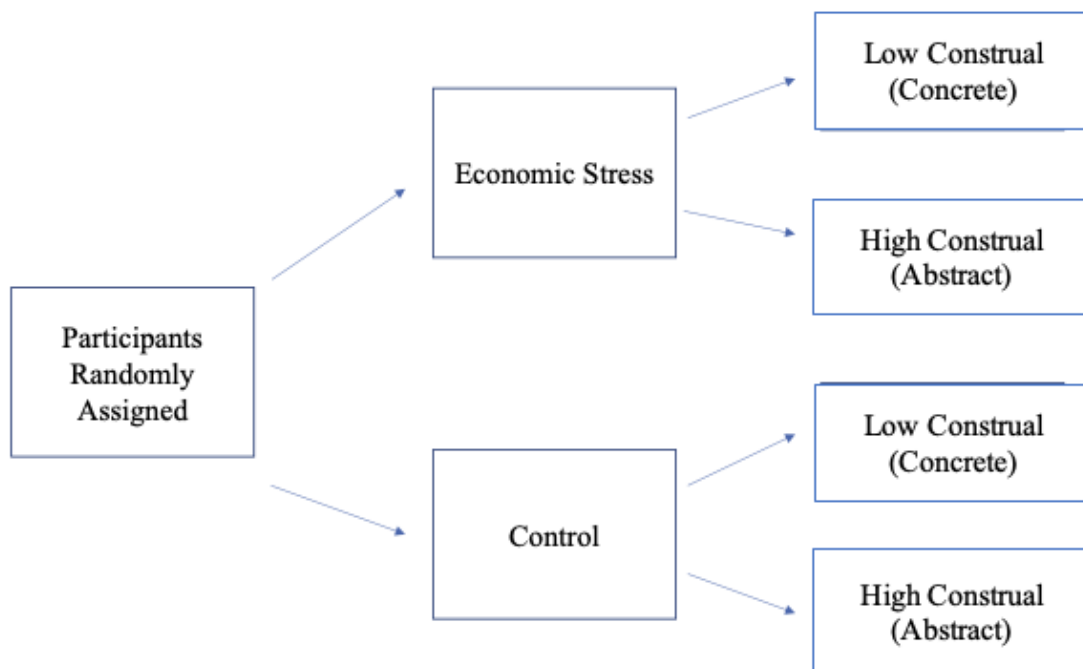 Participants
Randomly
Assigned
Economic Stress
Control
Low Construal
(Concrete)
High Construal
(Abstract)
Low Construal
(Concrete)
High Construal
(Abstract)